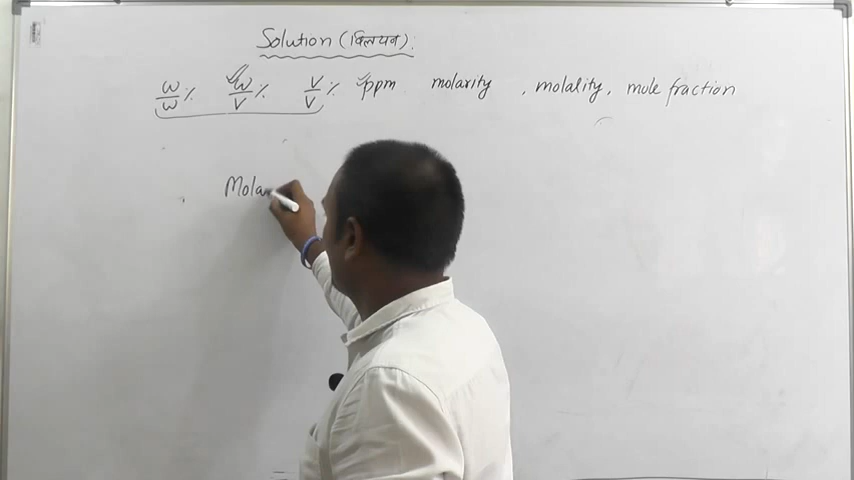 Solution (विलयन):
w/w % w/v % v/v % ppm molarity , molality, mole fraction
Mola